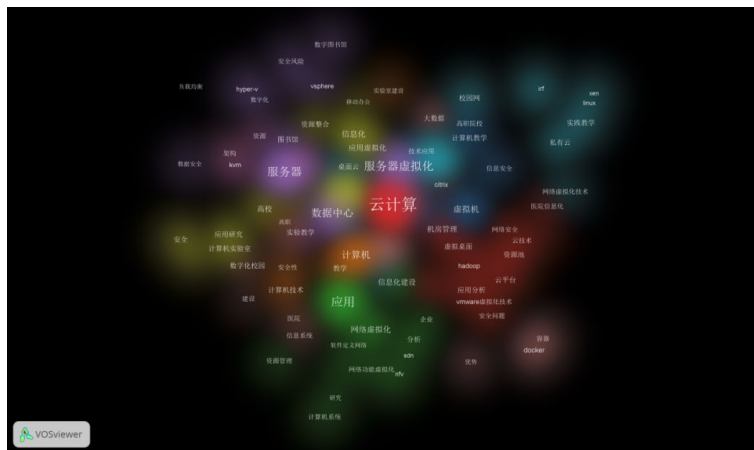 数字图书馆
安全风险
负载均衡
hyper-v
vsphere
实验室建设
数字化
移动办公
大数据
校园网
irf
xen
linux
资源整合
信息化
高职院校
实践教学
资源
图书馆
应用虚拟化
技术应用
计算机教学
私有云
架构
kvm
数据安全
服务器
桌面云
服务器虚拟化
信息安全
citrix
网络虚拟化技术
云计算
虚拟机
医院信息化
高校
数据中心
高职
实验教学
机房管理
网络安全
安全
应用研究
云技术
计算机实验室
虚拟桌面
资源池
计算机
数字化校园
安全性
教学
hadoop
信息化建设
云平台
计算机技术
应用分析
建设
应用
vmware虚拟化技术
医院
企业
安全问题
信息系统
网络虚拟化
分析
容器
软件定义网络
docker
sdn
资源管理
优势
网络功能虚拟化
nfv
研究
计算机系统
VOSviewer